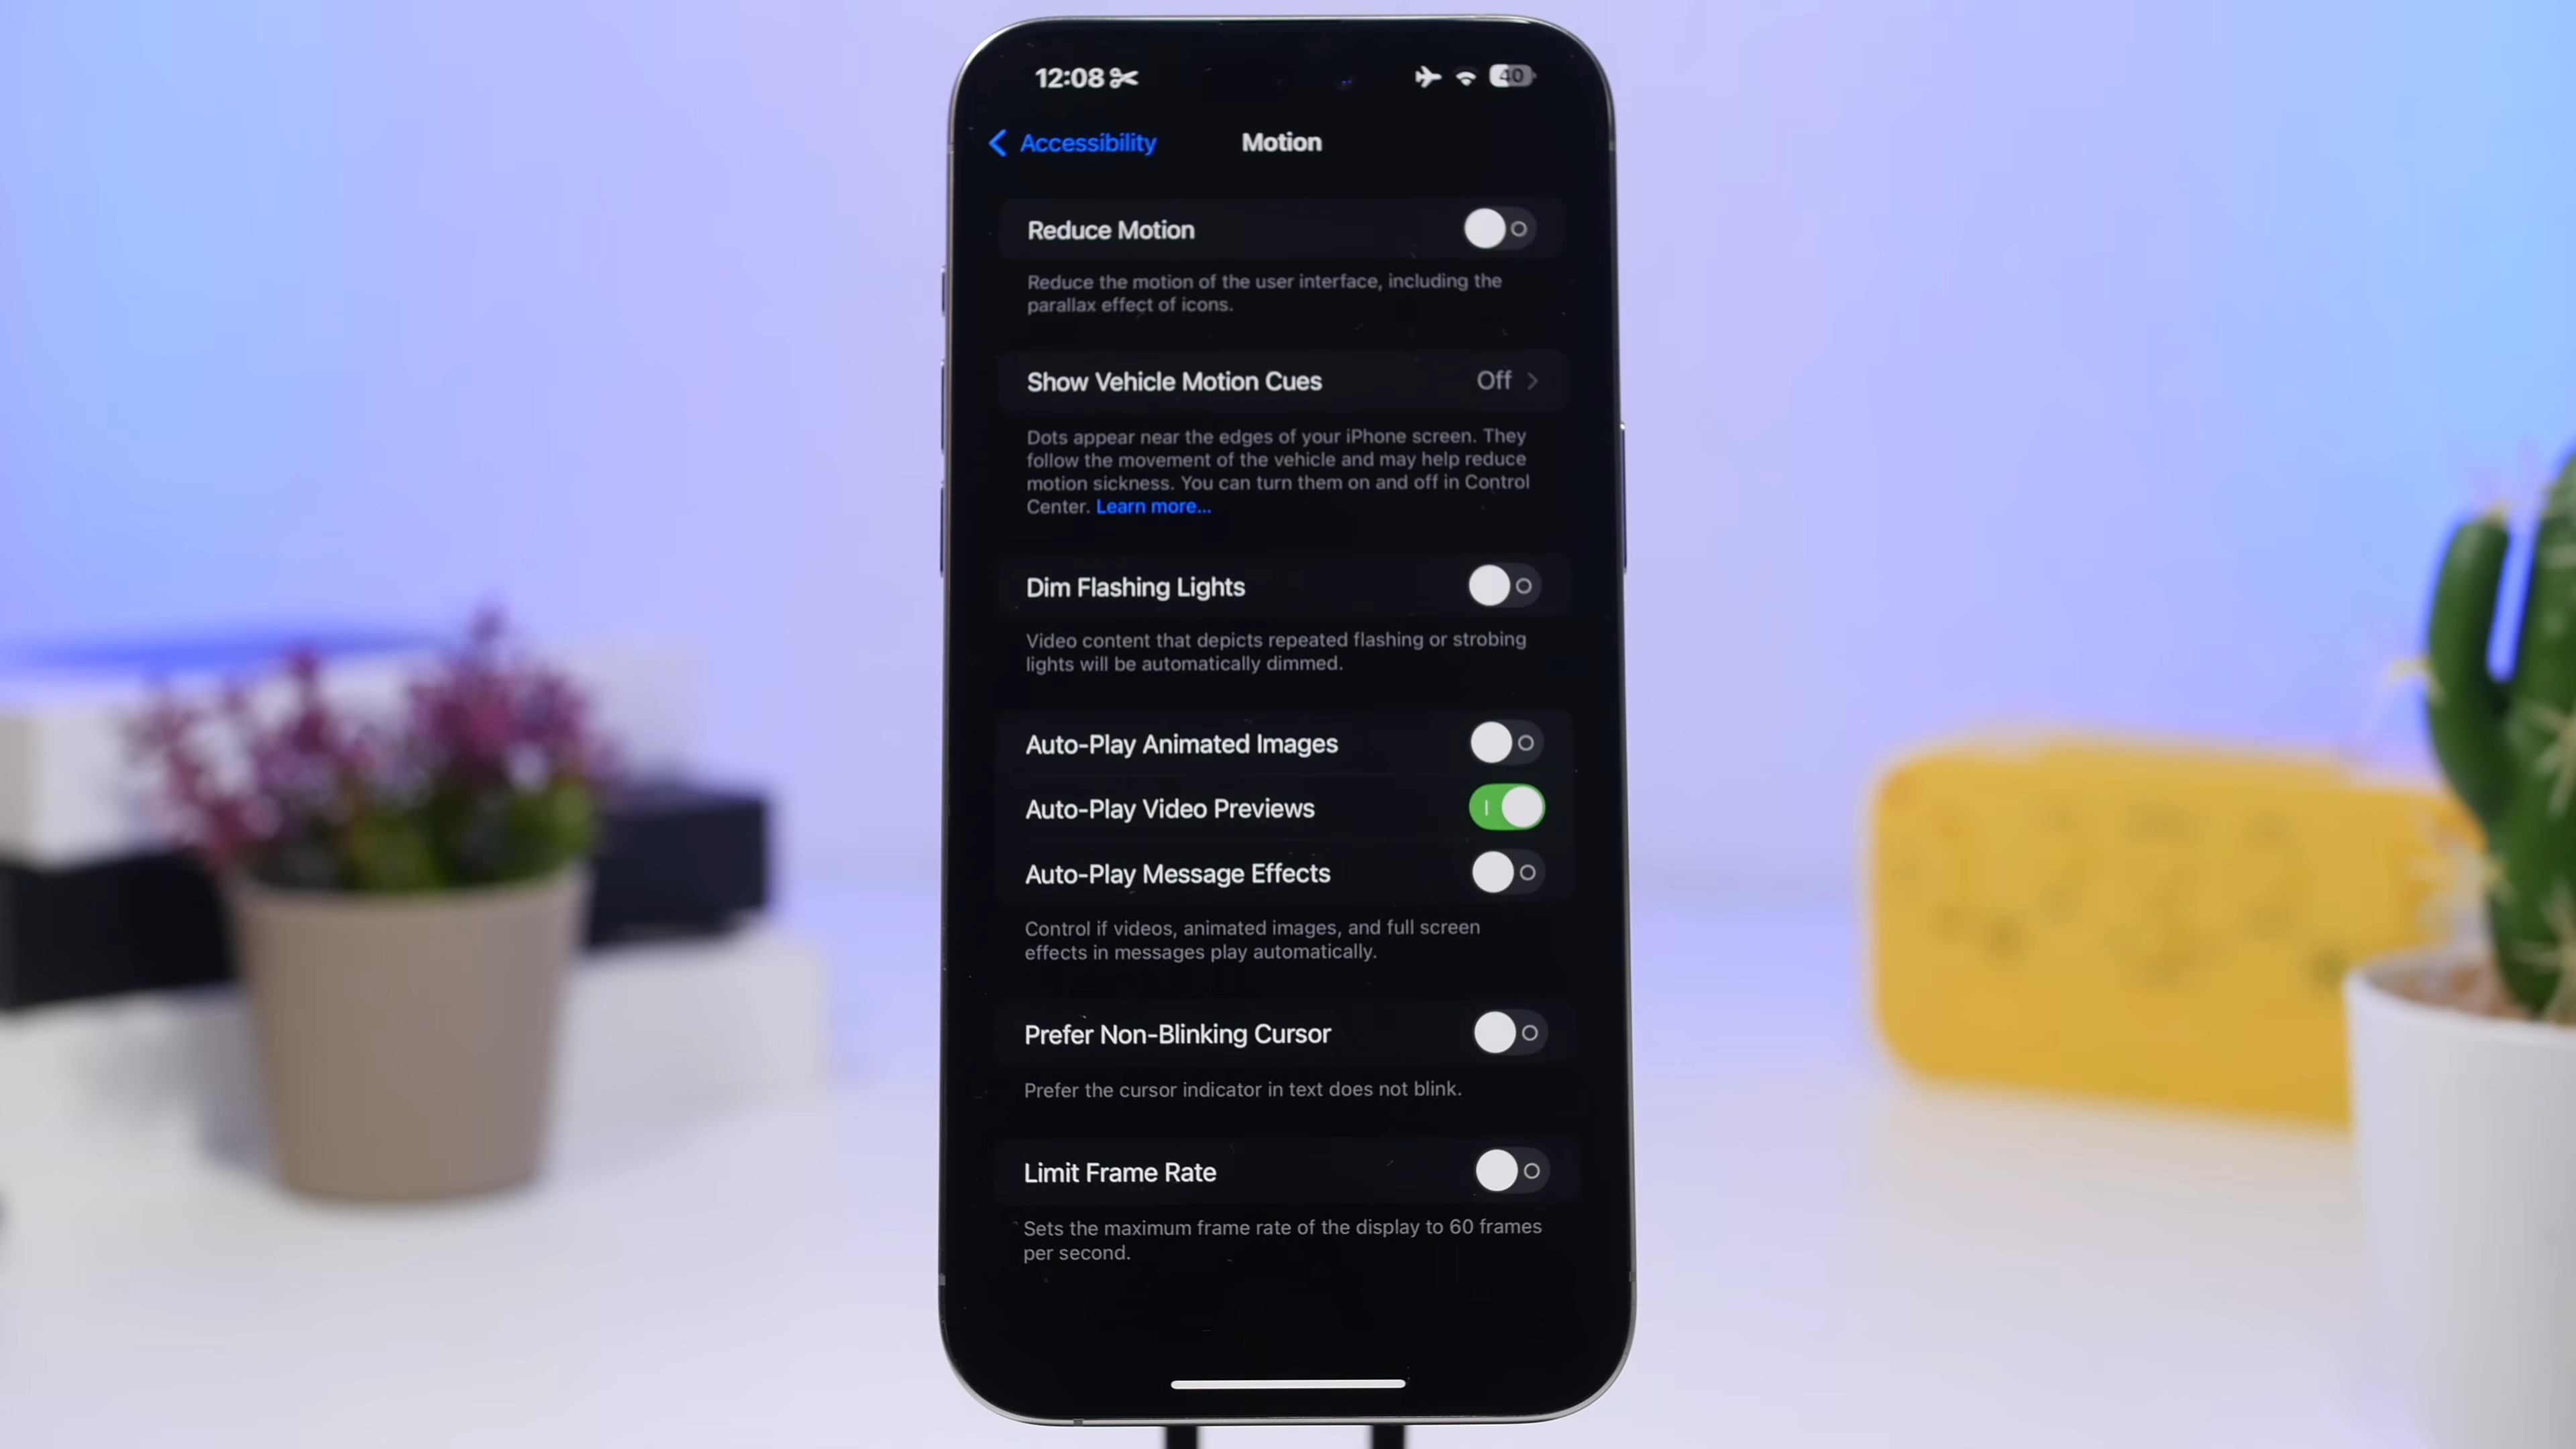 12:08
40
Accessibility
Motion
Reduce Motion
Reduce the motion of the user interface, including the
parallax effect of icons.
Show Vehicle Motion Cues
Off
Dots appear near the edges of your iPhone screen. They
follow the movement of the vehicle and may help reduce
motion sickness. You can turn them on and off in Control
Center. Learn more...
Dim Flashing Lights
Video content that depicts repeated flashing or strobing
lights will be automatically dimmed.
Auto-Play Animated Images
Auto-Play Video Previews
Auto-Play Message Effects
Control if videos, animated images, and full screen
effects in messages play automatically.
Prefer Non-Blinking Cursor
Prefer the cursor indicator in text does not blink.
Limit Frame Rate
Sets the maximum frame rate of the display to 60 frames
per second.